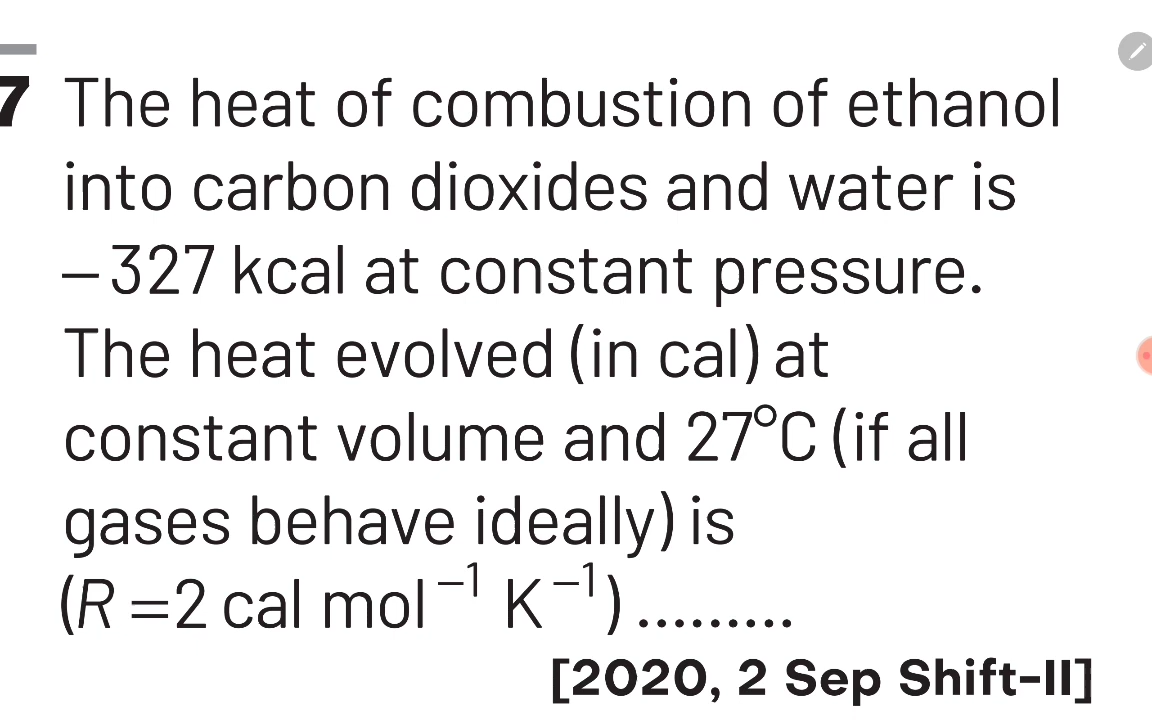 7 The heat of combustion of ethanol
into carbon dioxides and water is
– 327 kcal at constant pressure.
The heat evolved (in cal) at
constant volume and 27°C (if all
gases behave ideally) is
(R = 2 cal mol⁻¹ K⁻¹) .........
[2020, 2 Sep Shift-II]